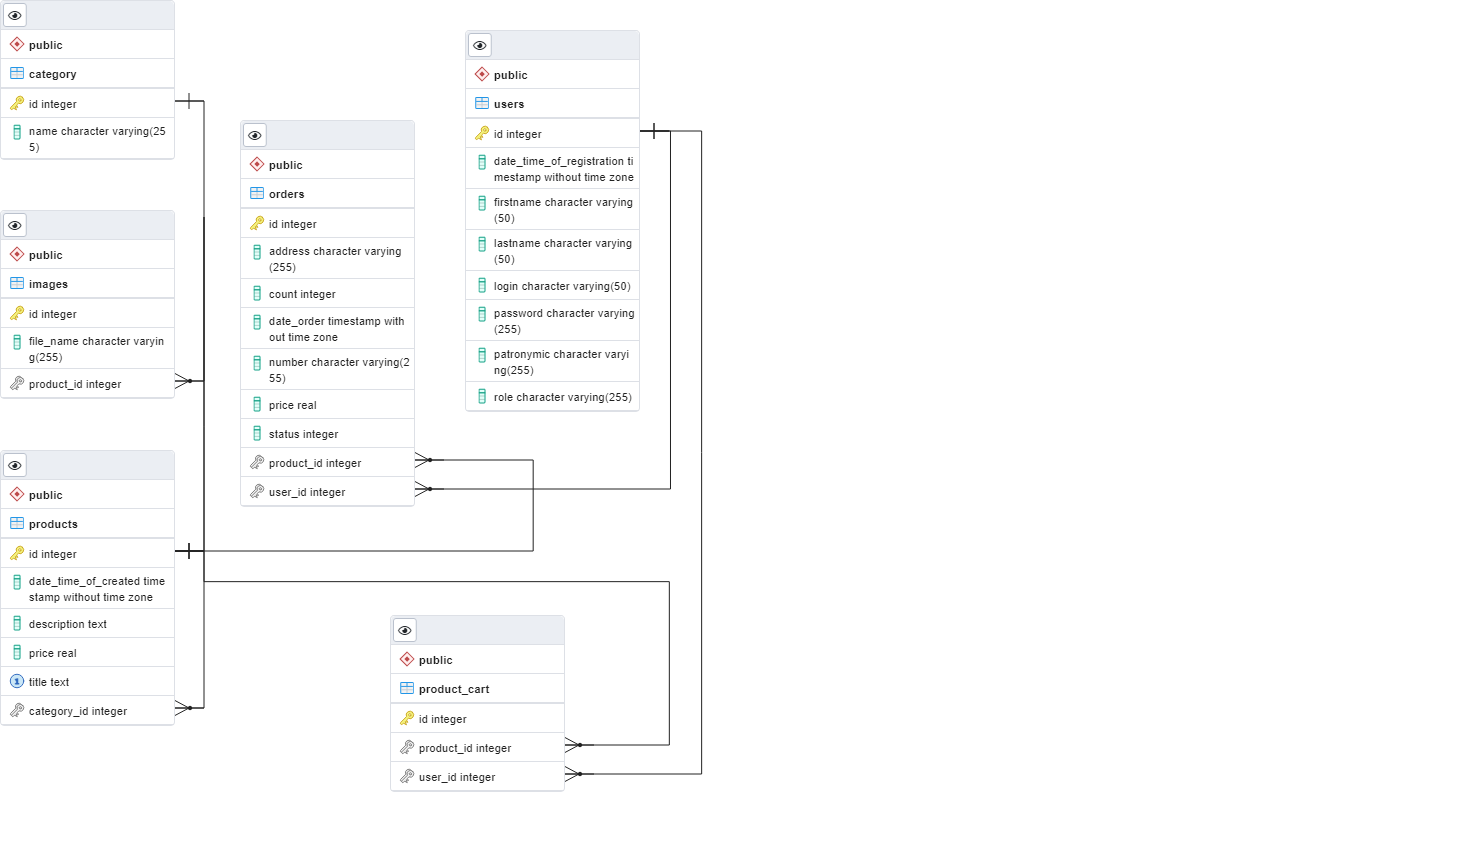 public
category
id integer
name character varying(25
5)
public
images
id integer
file_name character varyin
g(255)
product_id integer
public
products
id integer
date_time_of_created time
stamp without time zone
description text
price real
1
title text
category_id integer
public
orders
id integer
address character varying
(255)
count integer
date_order timestamp with
out time zone
number character varying(2
55)
price real
status integer
product_id integer
user_id integer
public
users
id integer
date_time_of_registration ti
mestamp without time zone
firstname character varying
(50)
lastname character varying
(50)
login character varying(50)
password character varying
(255)
patronymic character varyi
ng(255)
role character varying(255)
public
product_cart
id integer
product_id integer
user_id integer